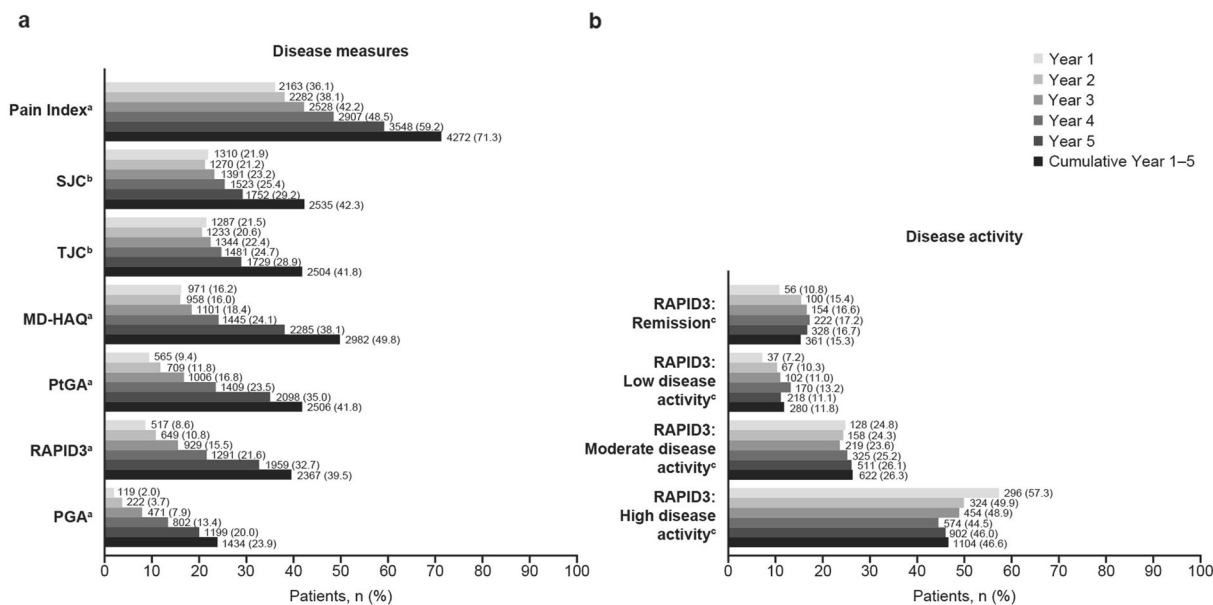 a
Disease measures
Pain Indexᵃ
2163 (36.1)
2282 (38.1)
2528 (42.2)
2907 (48.5)
3548 (59.2)
4272 (71.3)
SJCᵇ
1310 (21.9)
1270 (21.2)
1391 (23.2)
1523 (25.4)
1752 (29.2)
2535 (42.3)
TJCᵇ
1287 (21.5)
1233 (20.6)
1344 (22.4)
1481 (24.7)
1729 (28.9)
2504 (41.8)
MD-HAQᵃ
971 (16.2)
958 (16.0)
1101 (18.4)
1445 (24.1)
2285 (38.1)
2982 (49.8)
PtGAᵃ
565 (9.4)
709 (11.8)
1006 (16.8)
1409 (23.5)
2098 (35.0)
2506 (41.8)
RAPID3ᵃ
517 (8.6)
649 (10.8)
929 (15.5)
1291 (21.6)
1959 (32.7)
2367 (39.5)
PGAᵃ
119 (2.0)
222 (3.7)
471 (7.9)
802 (13.4)
1199 (20.0)
1434 (23.9)
0 10 20 30 40 50 60 70 80 90 100
Patients, n (%)
b
Year 1
Year 2
Year 3
Year 4
Year 5
Cumulative Year 1–5
Disease activity
RAPID3:
Remissionᶜ
56 (10.8)
100 (15.4)
154 (16.6)
222 (17.2)
328 (16.7)
361 (15.3)
RAPID3:
Low disease
activityᶜ
37 (7.2)
67 (10.3)
102 (11.0)
170 (13.2)
218 (11.1)
280 (11.8)
RAPID3:
Moderate disease
activityᶜ
128 (24.8)
158 (24.3)
219 (23.6)
325 (25.2)
511 (26.1)
622 (26.3)
RAPID3:
High disease
activityᶜ
296 (57.3)
324 (49.9)
454 (48.9)
574 (44.5)
902 (46.0)
1104 (46.6)
0 10 20 30 40 50 60 70 80 90 100
Patients, n (%)